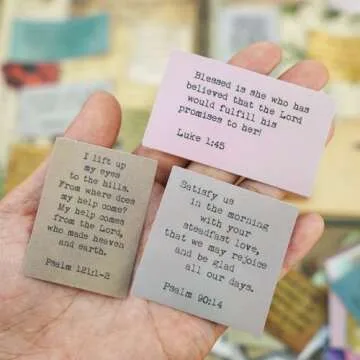 Blessed is she who has
believed that the Lord
would fulfill his
promises to her!
Luke 1:45
I lift up
my eyes
to the hills.
From where does
my help come?
My help comes
from the Lord,
who made heaven
and earth.
Psalm 121:1-2
Satisfy us
in the morning
with your
steadfast love,
that we may rejoice
and be glad
all our days.
Psalm 90:14